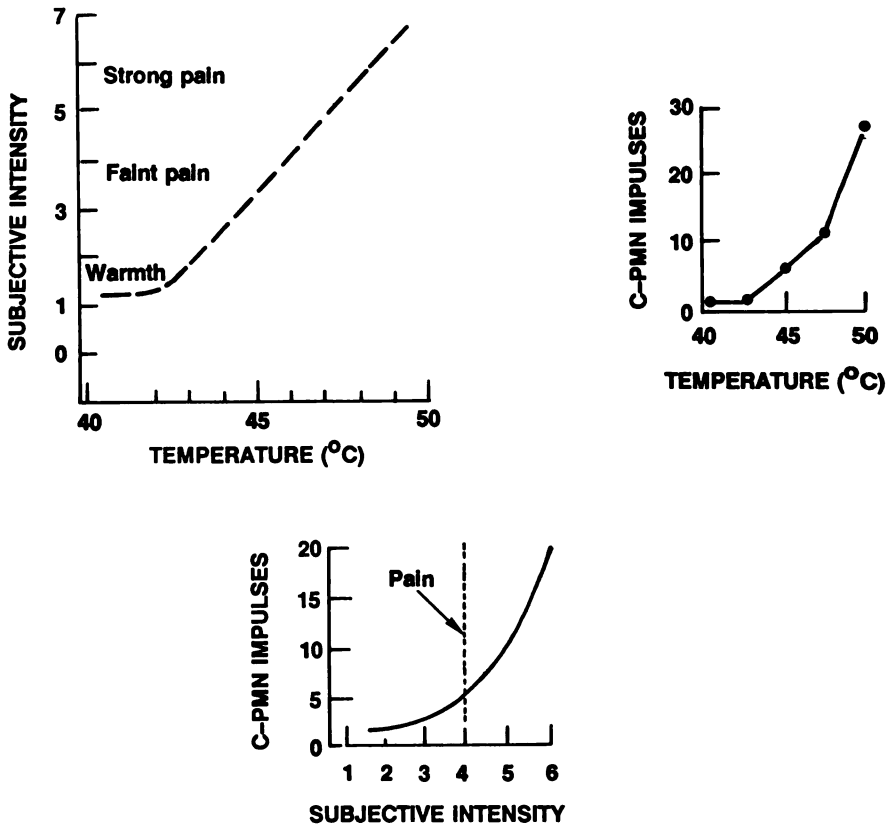 7
5
3
1
0
Strong pain
Faint pain
Warmth
SUBJECTIVE INTENSITY
40 45 50
TEMPERATURE (°C)
30
20
10
0
C-PMN IMPULSES
40 45 50
TEMPERATURE (°C)
20
15
10
5
0
C-PMN IMPULSES
Pain
1 2 3 4 5 6
SUBJECTIVE INTENSITY